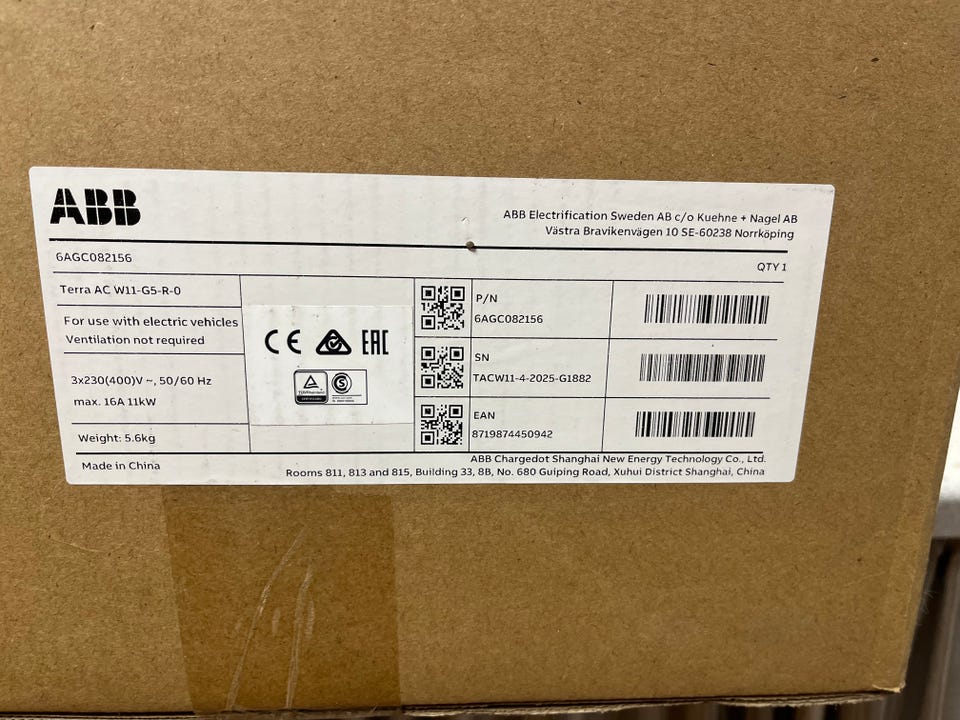 ABB
ABB Electrification Sweden AB c/o Kuehne + Nagel AB
Västra Bravikenvägen 10 SE-60238 Norrköping
6AGC082156
QTY 1
Terra AC W11-G5-R-0
For use with electric vehicles
Ventilation not required
3x230(400)V ~, 50/60 Hz
max. 16A 11kW
Weight: 5.6kg
CE EAC
P/N
6AGC082156
SN
TACW11-4-2025-G1882
EAN
8719874450942
Made in China
ABB Chargedot Shanghai New Energy Technology Co., Ltd.
Rooms 811, 813 and 815, Building 33, 8B, No. 680 Guiping Road, Xuhui District Shanghai, China